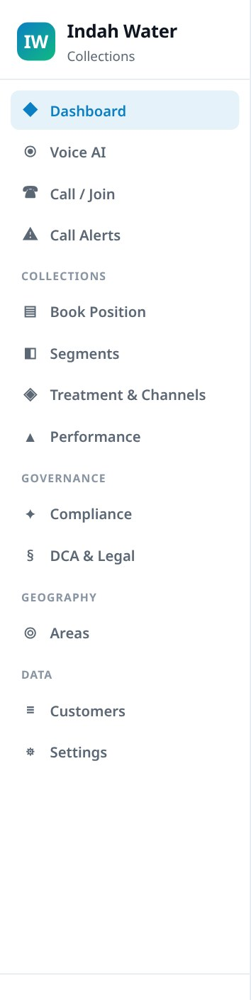 IW
Indah Water
Collections
Dashboard
Voice AI
Call / Join
Call Alerts
COLLECTIONS
Book Position
Segments
Treatment & Channels
Performance
GOVERNANCE
Compliance
§ DCA & Legal
GEOGRAPHY
Areas
DATA
Customers
Settings